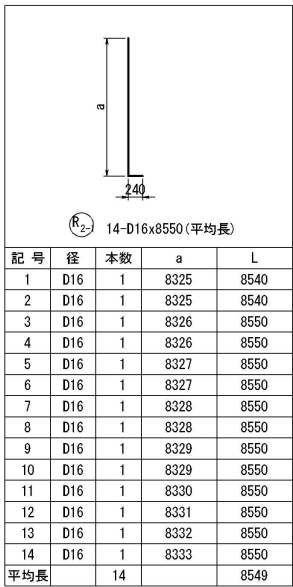 a
240
R2-1 14-D16x8550(平均長)
記 号 径 本数 a L
1 D16 1 8325 8540
2 D16 1 8325 8540
3 D16 1 8326 8550
4 D16 1 8326 8550
5 D16 1 8327 8550
6 D16 1 8327 8550
7 D16 1 8328 8550
8 D16 1 8328 8550
9 D16 1 8329 8550
10 D16 1 8329 8550
11 D16 1 8330 8550
12 D16 1 8331 8550
13 D16 1 8332 8550
14 D16 1 8333 8550
平均長 14 8549